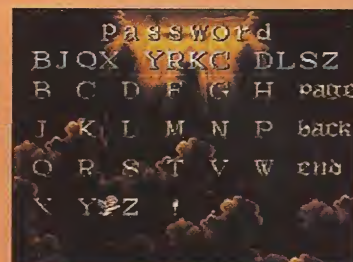 password
BJQX YRKC DLSZ
B C D F G H page
J K L M N P back
Q R S T V W end
X Y Z !